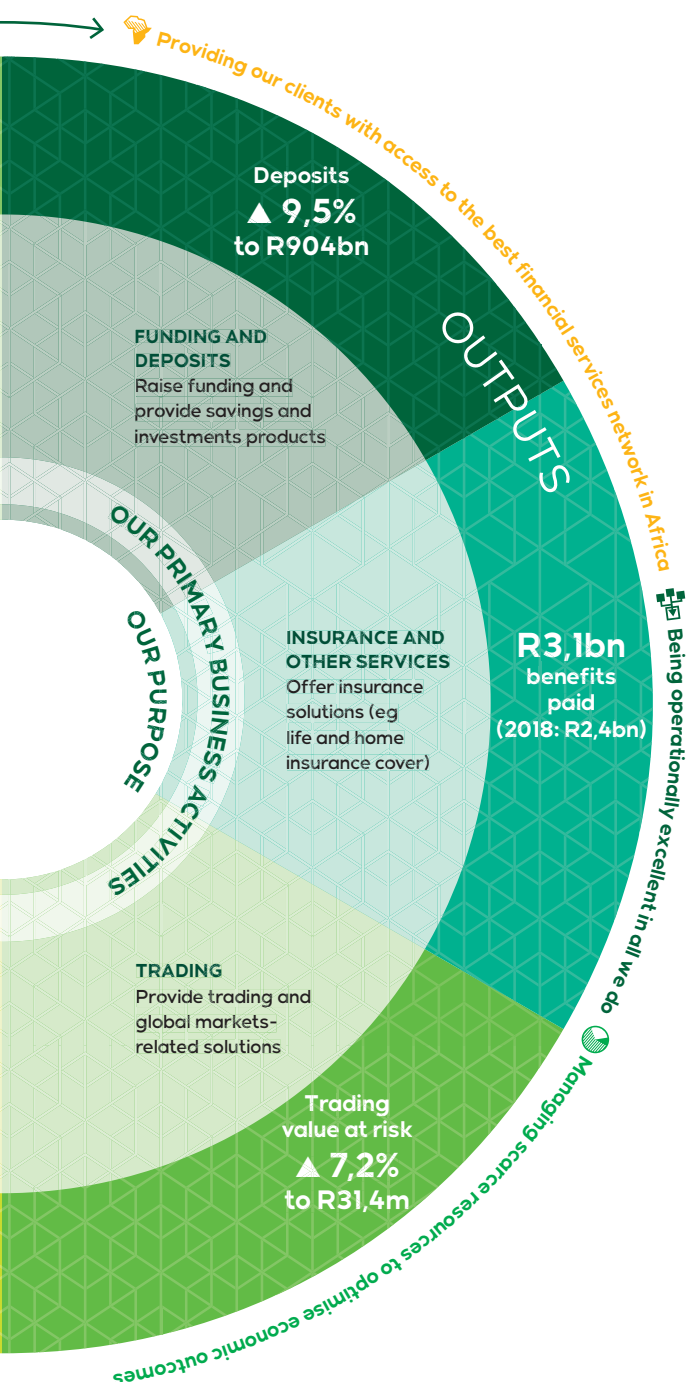 Providing our clients with access to the best financial services network in Africa
Deposits
▲ 9,5%
to R904bn
OUTPUTS
FUNDING AND
DEPOSITS
Raise funding and
provide savings and
investments products
OUR PRIMARY BUSINESS ACTIVITIES
OUR PURPOSE
INSURANCE AND
OTHER SERVICES
Offer insurance
solutions (eg
life and home
insurance cover)
R3,1bn
benefits
paid
(2018: R2,4bn)
Being operationally excellent in all we do
TRADING
Provide trading and
global markets-
related solutions
Trading
value at risk
▲ 7,2%
to R31,4m
Managing scarce resources to optimise economic outcomes